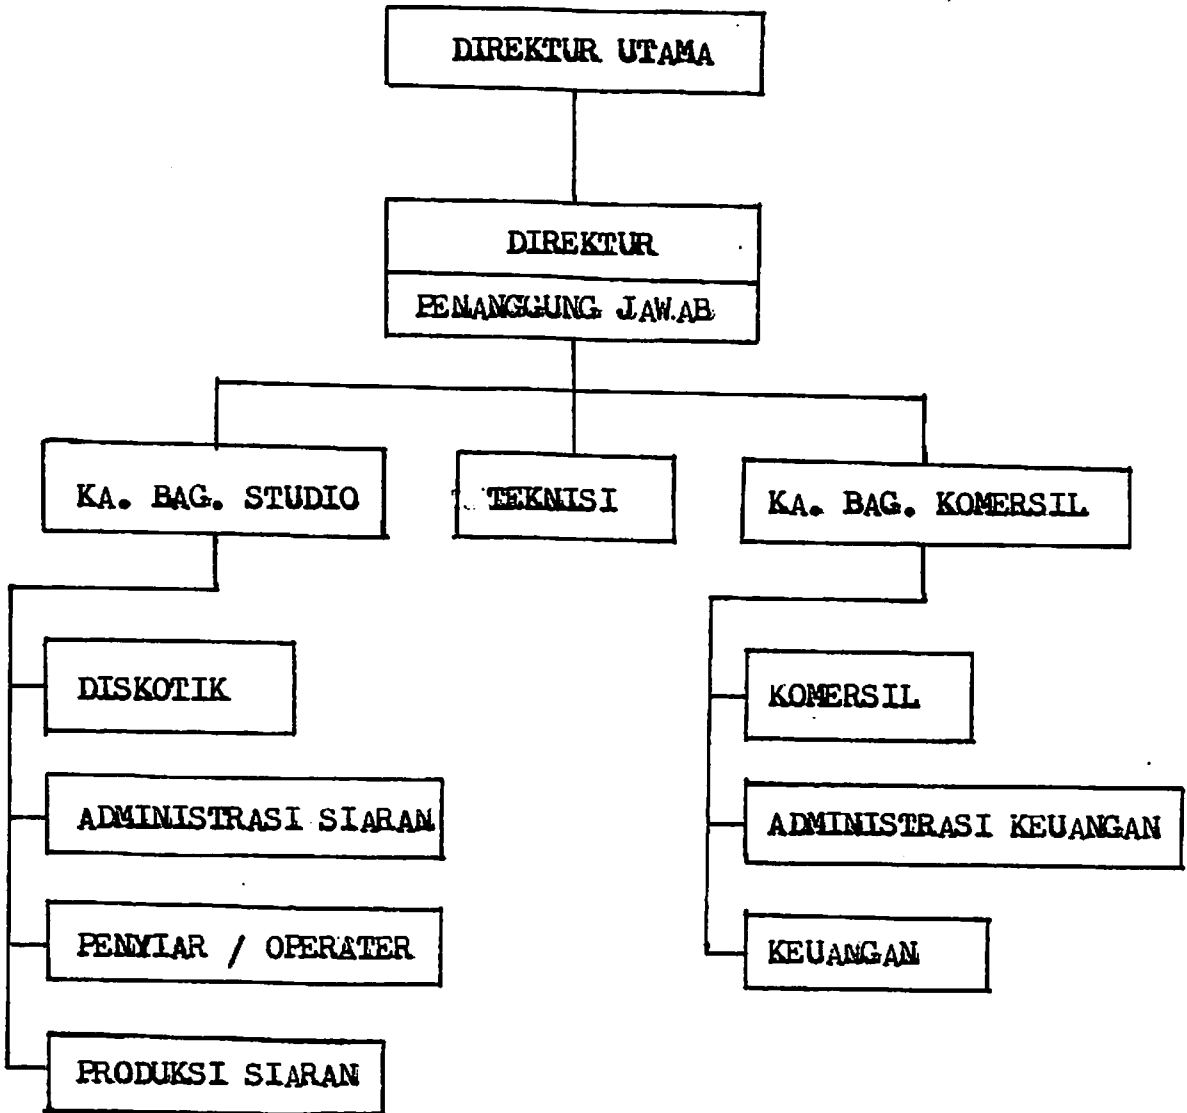 DIREKTUR UTAMA
DIREKTUR
PENANGGUNG JAWAB
KA. BAG. STUDIO
TEKNISI
KA. BAG. KOMERSIL
DISKOTIK
ADMINISTRASI SIARAN
PENYIAR / OPERATER
PRODUKSI SIARAN
KOMERSIL
ADMINISTRASI KEUANGAN
KEUANGAN